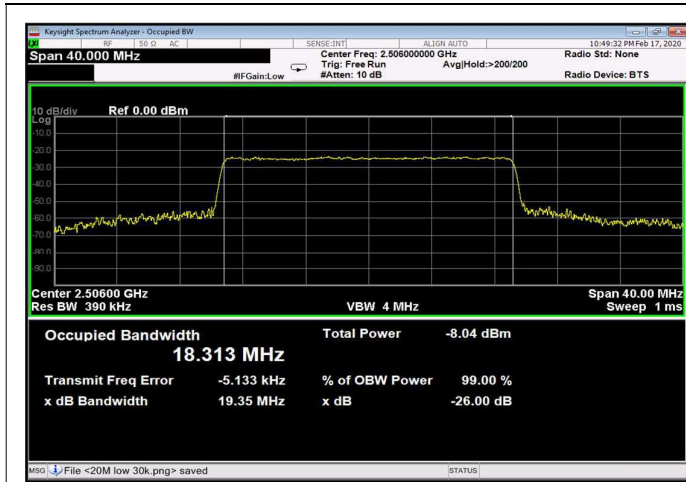 Keysight Spectrum Analyzer - Occupied BW
RF 50 Ω AC SENSE:INT ALIGN AUTO 10:49:32 PM Feb 17, 2020
Span 40.000 MHz Center Freq: 2.506000000 GHz Radio Std: None
Trig: Free Run Avg|Hold:>200/200
#IFGain:Low #Atten: 10 dB Radio Device: BTS
10 dB/div Ref 0.00 dBm
Log
-10.0
-20.0
-30.0
-40.0
-50.0
-60.0
-70.0
-80.0
-90.0
Center 2.50600 GHz Span 40.00 MHz
Res BW 390 kHz VBW 4 MHz Sweep 1 ms
Occupied Bandwidth Total Power -8.04 dBm
18.313 MHz
Transmit Freq Error -5.133 kHz % of OBW Power 99.00 %
x dB Bandwidth 19.35 MHz x dB -26.00 dB
MSG File <20M low 30k.png> saved STATUS